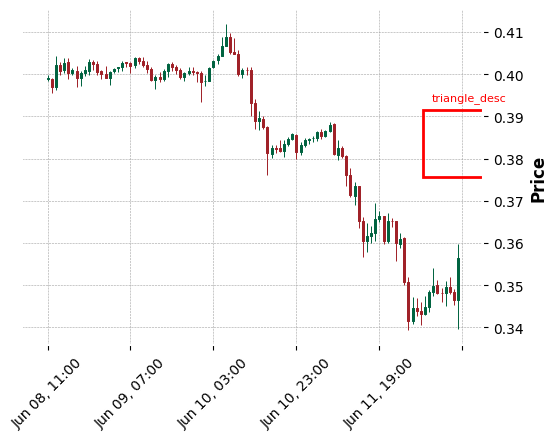 0.41
0.40
triangle_desc
0.39
0.38
0.37
0.36
0.35
0.34
Price
Jun 08, 11:00
Jun 09, 07:00
Jun 10, 03:00
Jun 10, 23:00
Jun 11, 19:00